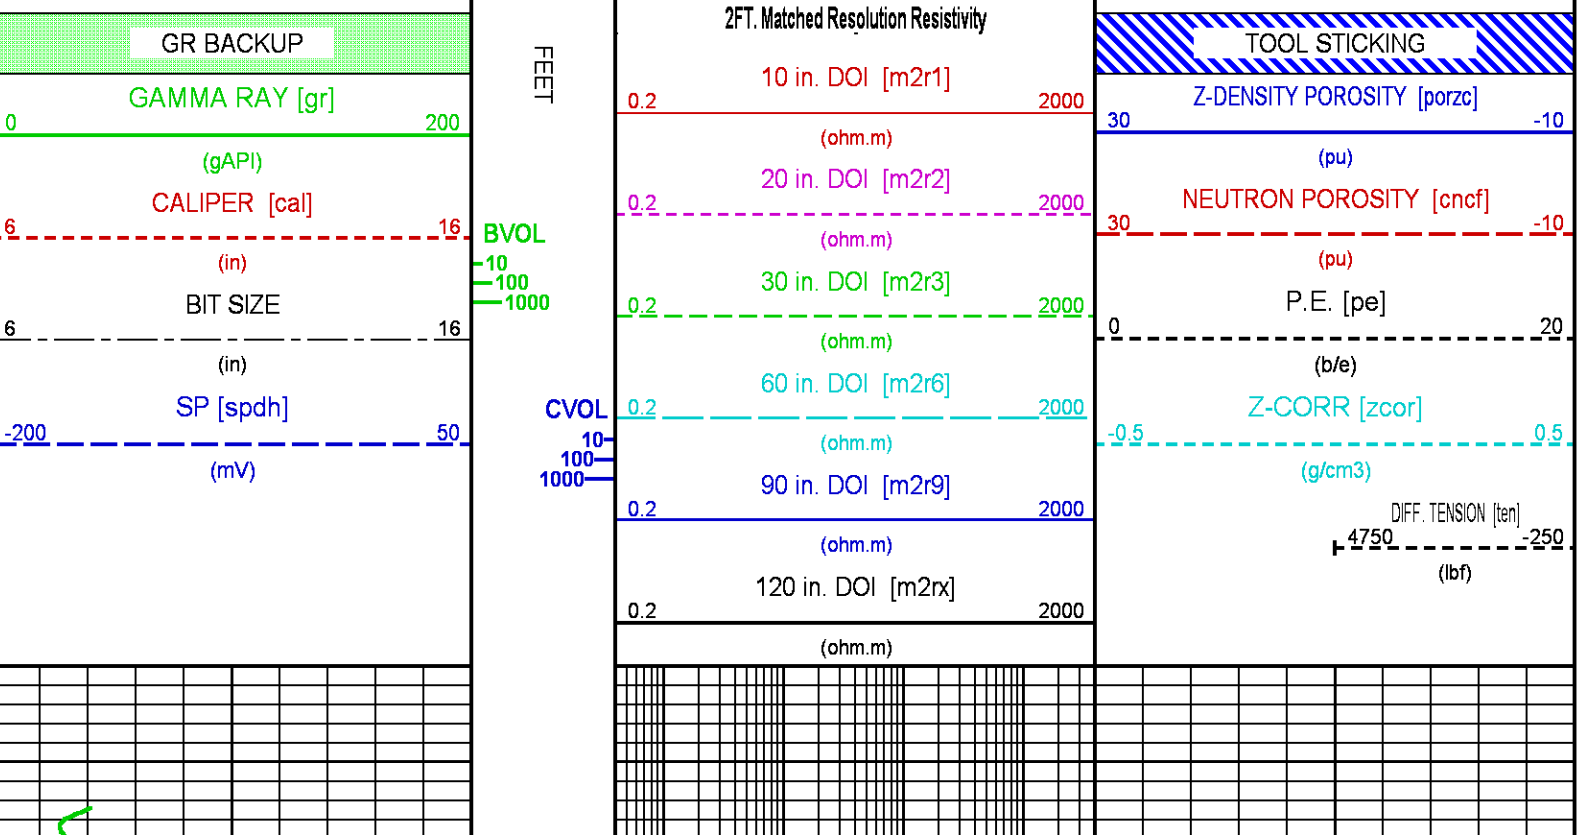 GR BACKUP
GAMMA RAY [gr]
0 200
(gAPI)
CALIPER [cal]
6 16
(in)
BIT SIZE
6 16
(in)
SP [spdh]
-200 50
(mV)
FEET
BVOL
10
100
1000
CVOL
10
100
1000
2FT. Matched Resolution Resistivity
10 in. DOI [m2r1]
0.2 2000
(ohm.m)
20 in. DOI [m2r2]
0.2 2000
(ohm.m)
30 in. DOI [m2r3]
0.2 2000
(ohm.m)
60 in. DOI [m2r6]
0.2 2000
(ohm.m)
90 in. DOI [m2r9]
0.2 2000
(ohm.m)
120 in. DOI [m2rx]
0.2 2000
(ohm.m)
TOOL STICKING
Z-DENSITY POROSITY [porzc]
30 -10
(pu)
NEUTRON POROSITY [cncf]
30 -10
(pu)
P.E. [pe]
0 20
(b/e)
Z-CORR [zcor]
-0.5 0.5
(g/cm3)
DIFF. TENSION [ten]
4750 -250
(lbf)